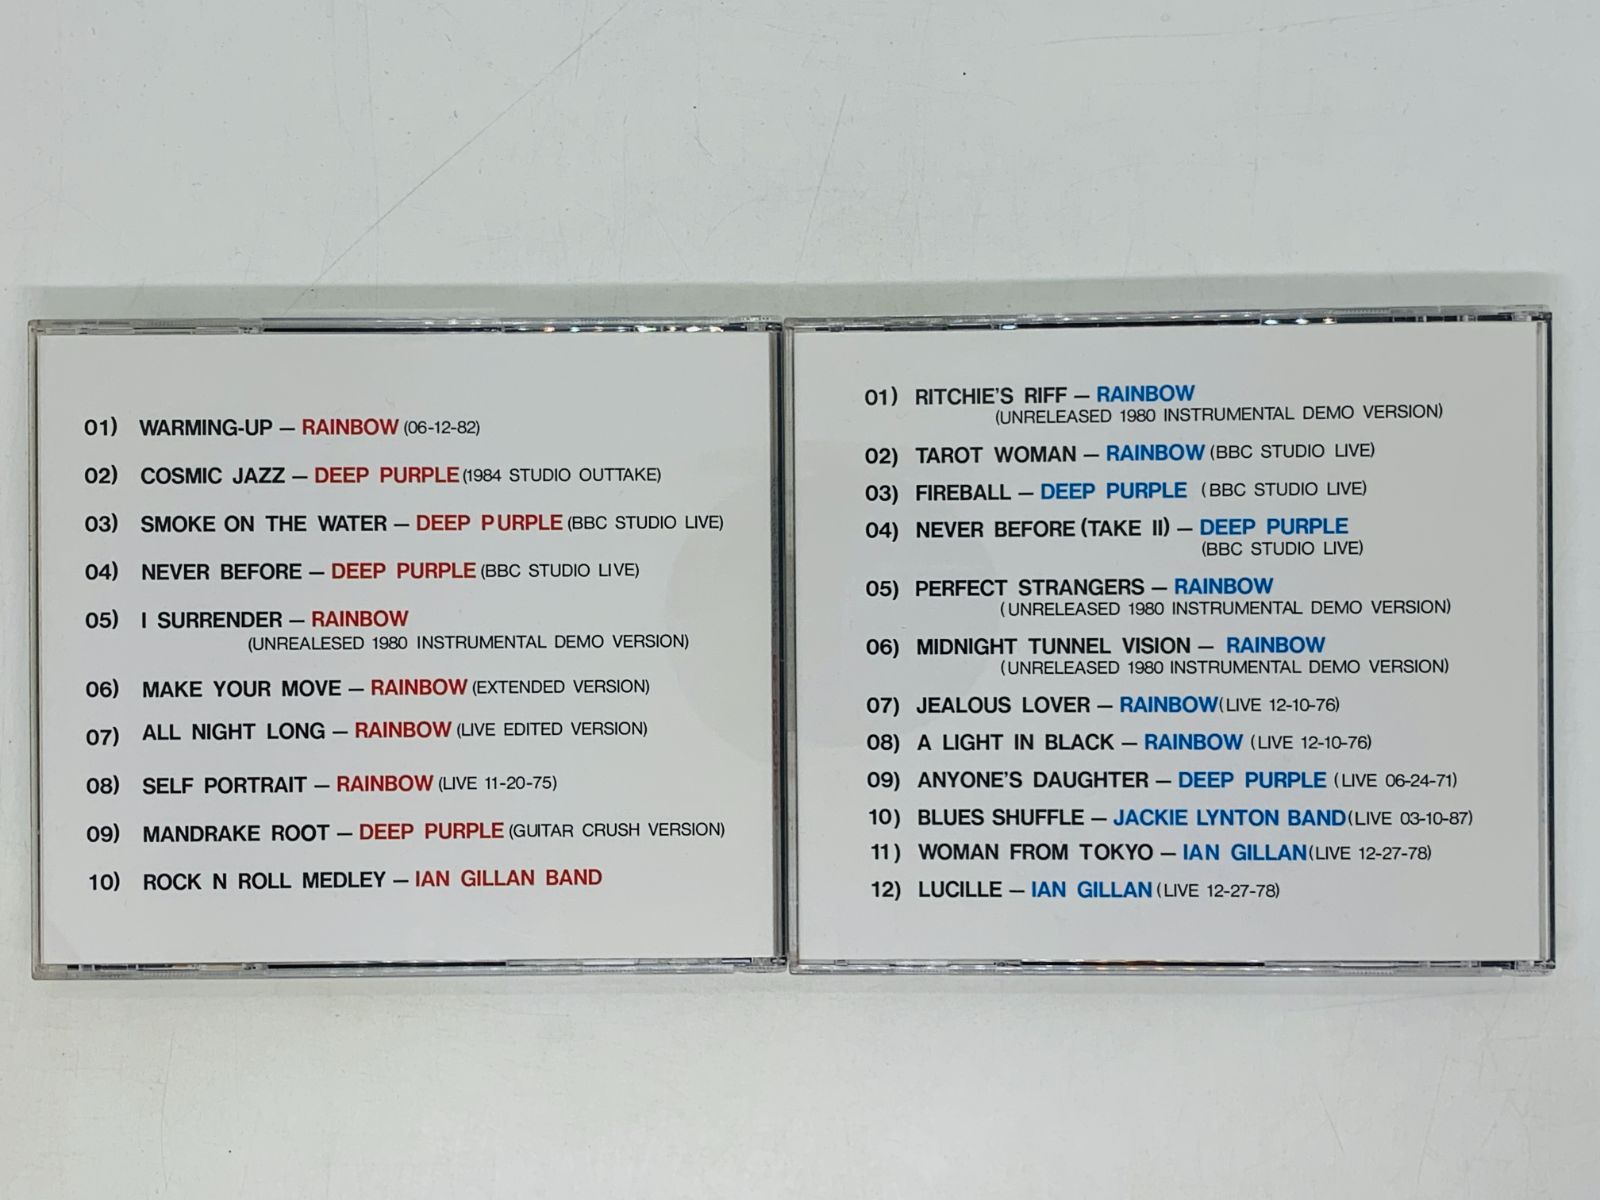 01) WARMING-UP – RAINBOW (06-12-82)
02) COSMIC JAZZ – DEEP PURPLE (1984 STUDIO OUTTAKE)
03) SMOKE ON THE WATER – DEEP PURPLE (BBC STUDIO LIVE)
04) NEVER BEFORE – DEEP PURPLE (BBC STUDIO LIVE)
05) I SURRENDER – RAINBOW
(UNREALESED 1980 INSTRUMENTAL DEMO VERSION)
06) MAKE YOUR MOVE – RAINBOW (EXTENDED VERSION)
07) ALL NIGHT LONG – RAINBOW (LIVE EDITED VERSION)
08) SELF PORTRAIT – RAINBOW (LIVE 11-20-75)
09) MANDRAKE ROOT – DEEP PURPLE (GUITAR CRUSH VERSION)
10) ROCK N ROLL MEDLEY – IAN GILLAN BAND
01) RITCHIE'S RIFF – RAINBOW
(UNRELEASED 1980 INSTRUMENTAL DEMO VERSION)
02) TAROT WOMAN – RAINBOW (BBC STUDIO LIVE)
03) FIREBALL – DEEP PURPLE (BBC STUDIO LIVE)
04) NEVER BEFORE (TAKE II) – DEEP PURPLE
(BBC STUDIO LIVE)
05) PERFECT STRANGERS – RAINBOW
(UNRELEASED 1980 INSTRUMENTAL DEMO VERSION)
06) MIDNIGHT TUNNEL VISION – RAINBOW
(UNRELEASED 1980 INSTRUMENTAL DEMO VERSION)
07) JEALOUS LOVER – RAINBOW (LIVE 12-10-76)
08) A LIGHT IN BLACK – RAINBOW (LIVE 12-10-76)
09) ANYONE'S DAUGHTER – DEEP PURPLE (LIVE 06-24-71)
10) BLUES SHUFFLE – JACKIE LYNTON BAND (LIVE 03-10-87)
11) WOMAN FROM TOKYO – IAN GILLAN (LIVE 12-27-78)
12) LUCILLE – IAN GILLAN (LIVE 12-27-78)